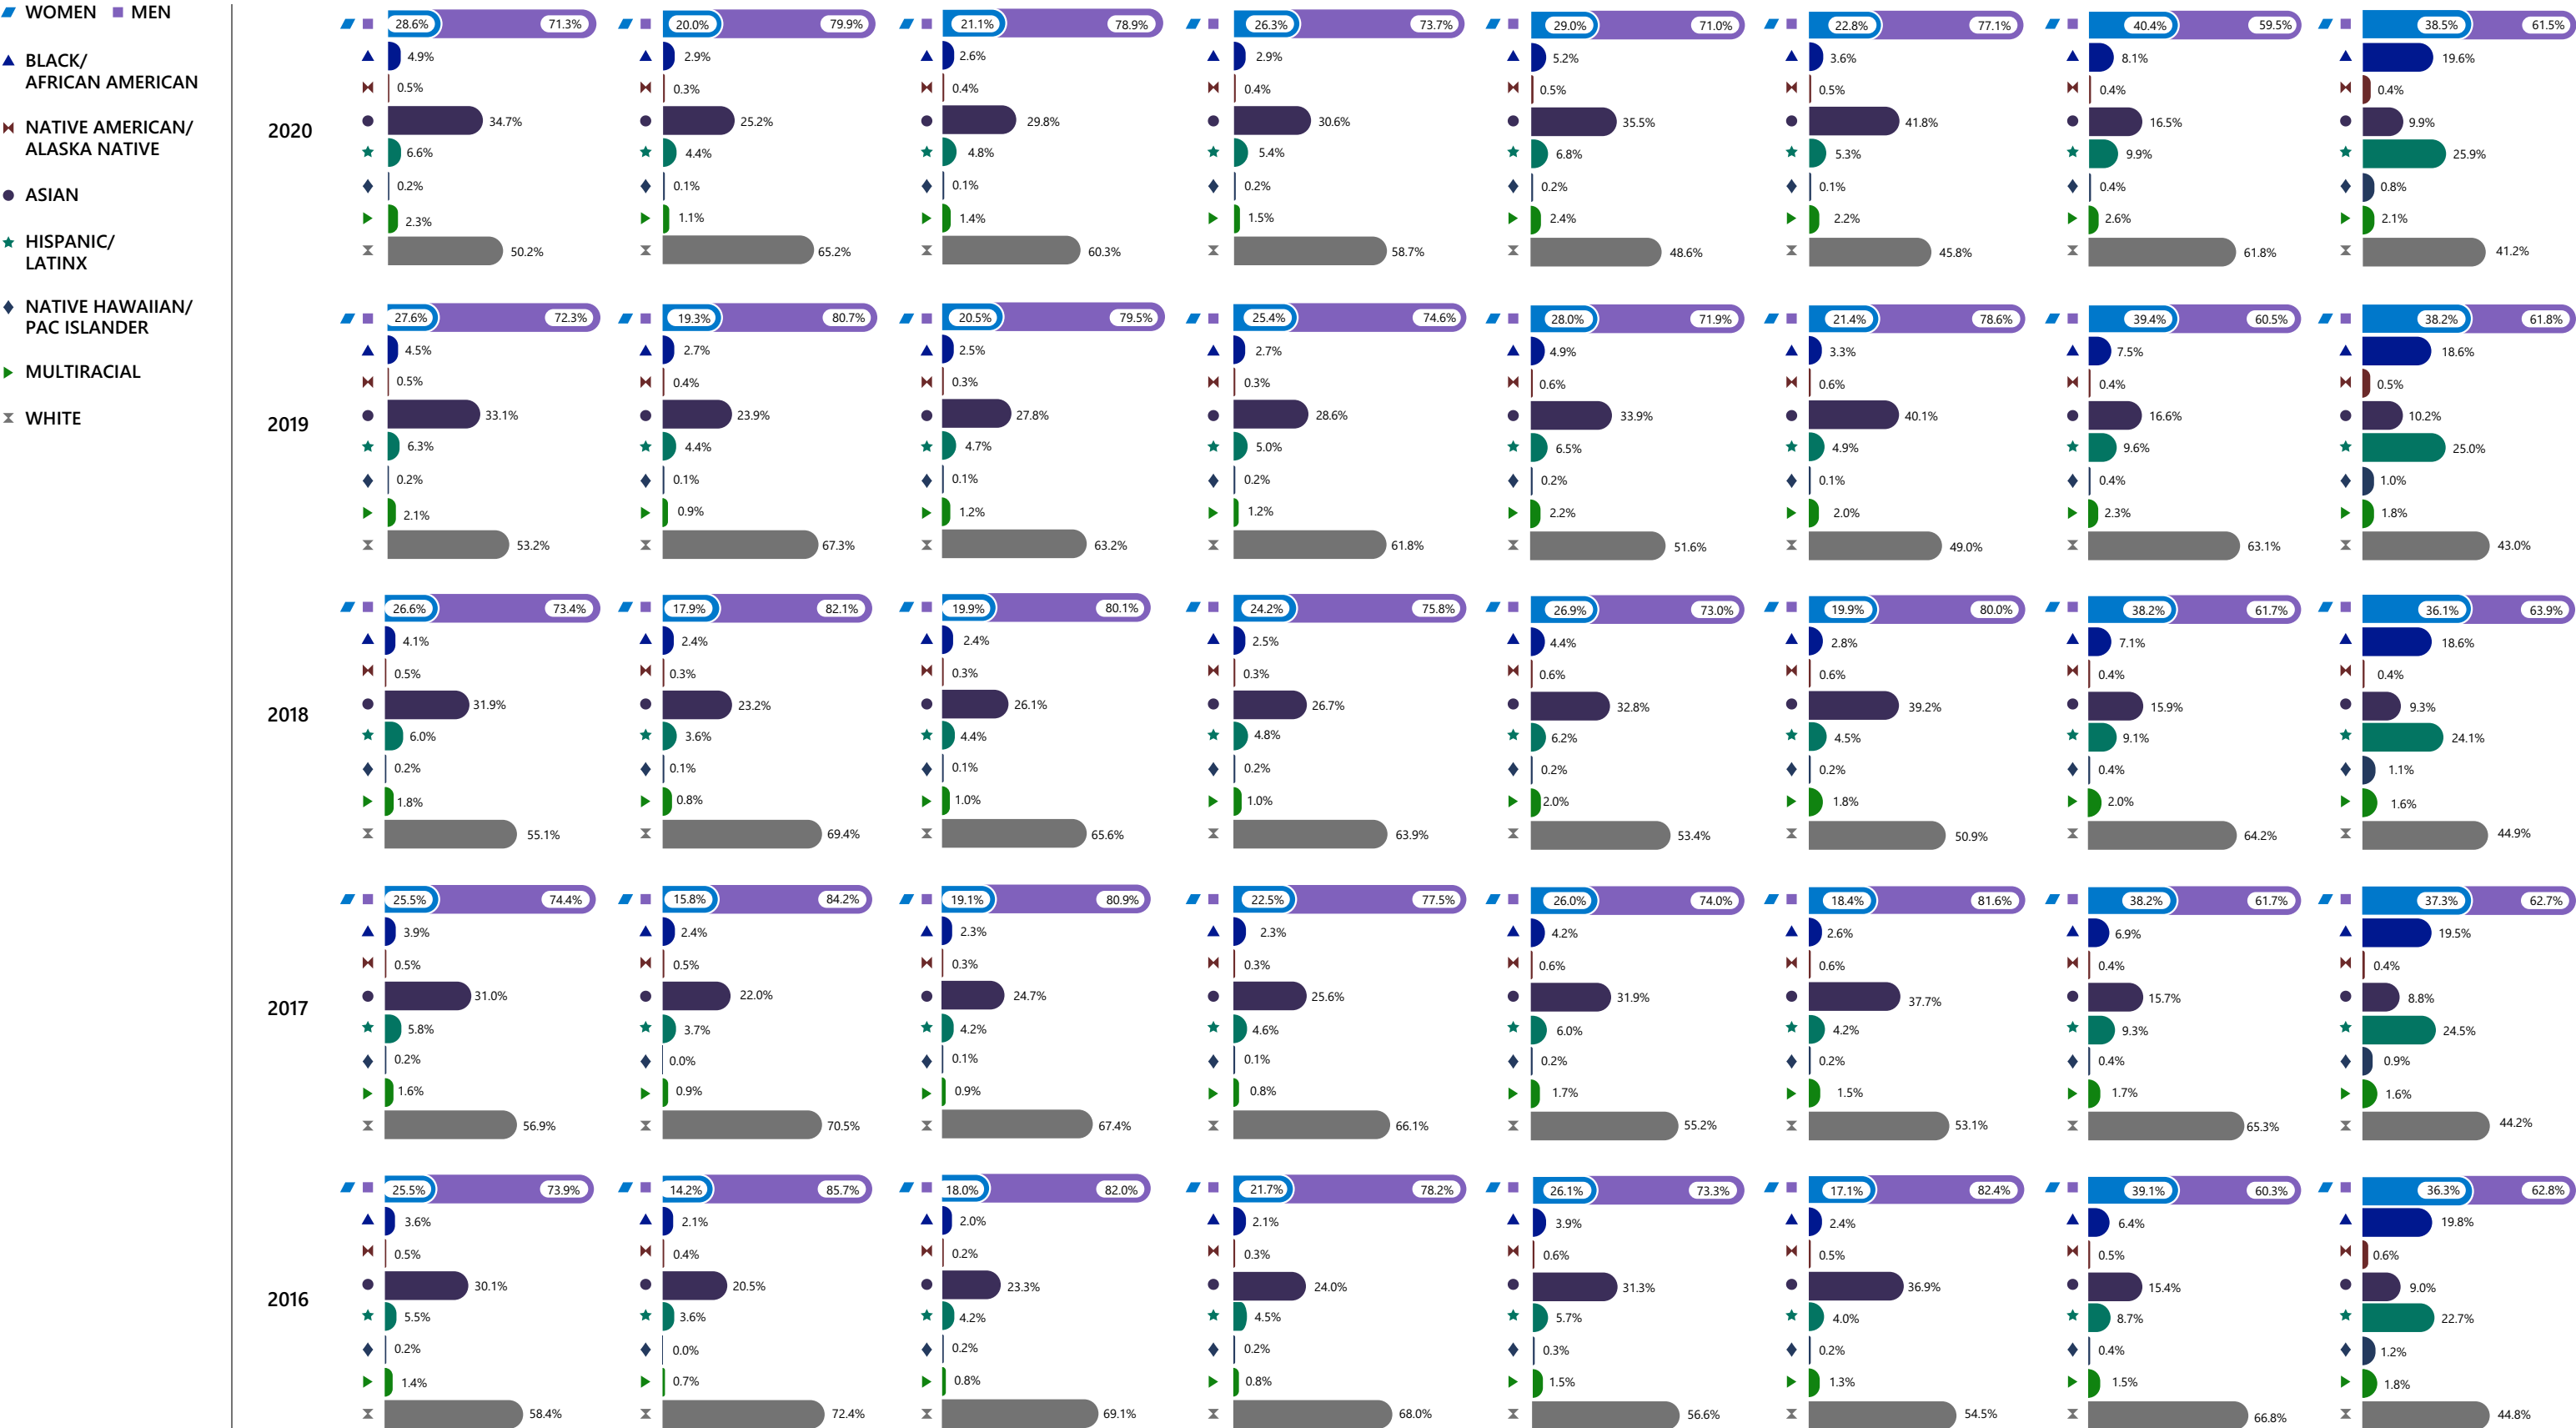 WOMEN MEN
BLACK/
AFRICAN AMERICAN
NATIVE AMERICAN/
ALASKA NATIVE
ASIAN
HISPANIC/
LATINX
NATIVE HAWAIIAN/
PAC ISLANDER
MULTIRACIAL
WHITE
2020
28.6% 71.3% 20.0% 79.9% 21.1% 78.9% 26.3% 73.7% 29.0% 71.0% 22.8% 77.1% 40.4% 59.5% 38.5% 61.5%
4.9% 2.9% 2.6% 2.9% 5.2% 3.6% 8.1% 19.6%
0.5% 0.3% 0.4% 0.4% 0.5% 0.5% 0.4% 0.4%
34.7% 25.2% 29.8% 30.6% 35.5% 41.8% 16.5% 9.9%
6.6% 4.4% 4.8% 5.4% 6.8% 5.3% 9.9% 25.9%
0.2% 0.1% 0.1% 0.2% 0.2% 0.1% 0.4% 0.8%
2.3% 1.1% 1.4% 1.5% 2.4% 2.2% 2.6% 2.1%
50.2% 65.2% 60.3% 58.7% 48.6% 45.8% 61.8% 41.2%
2019
27.6% 72.3% 19.3% 80.7% 20.5% 79.5% 25.4% 74.6% 28.0% 71.9% 21.4% 78.6% 39.4% 60.5% 38.2% 61.8%
4.5% 2.7% 2.5% 2.7% 4.9% 3.3% 7.5% 18.6%
0.5% 0.4% 0.3% 0.3% 0.6% 0.6% 0.4% 0.5%
33.1% 23.9% 27.8% 28.6% 33.9% 40.1% 16.6% 10.2%
6.3% 4.4% 4.7% 5.0% 6.5% 4.9% 9.6% 25.0%
0.2% 0.1% 0.1% 0.2% 0.2% 0.1% 0.4% 1.0%
2.1% 0.9% 1.2% 1.2% 2.2% 2.0% 2.3% 1.8%
53.2% 67.3% 63.2% 61.8% 51.6% 49.0% 63.1% 43.0%
2018
26.6% 73.4% 17.9% 82.1% 19.9% 80.1% 24.2% 75.8% 26.9% 73.0% 19.9% 80.0% 38.2% 61.7% 36.1% 63.9%
4.1% 2.4% 2.4% 2.5% 4.4% 2.8% 7.1% 18.6%
0.5% 0.3% 0.3% 0.3% 0.6% 0.6% 0.4% 0.4%
31.9% 23.2% 26.1% 26.7% 32.8% 39.2% 15.9% 9.3%
6.0% 3.6% 4.4% 4.8% 6.2% 4.5% 9.1% 24.1%
0.2% 0.1% 0.1% 0.2% 0.2% 0.2% 0.4% 1.1%
1.8% 0.8% 1.0% 1.0% 2.0% 1.8% 2.0% 1.6%
55.1% 69.4% 65.6% 63.9% 53.4% 50.9% 64.2% 44.9%
2017
25.5% 74.4% 15.8% 84.2% 19.1% 80.9% 22.5% 77.5% 26.0% 74.0% 18.4% 81.6% 38.2% 61.7% 37.3% 62.7%
3.9% 2.4% 2.3% 2.3% 4.2% 2.6% 6.9% 19.5%
0.5% 0.5% 0.3% 0.3% 0.6% 0.6% 0.4% 0.4%
31.0% 22.0% 24.7% 25.6% 31.9% 37.7% 15.7% 8.8%
5.8% 3.7% 4.2% 4.6% 6.0% 4.2% 9.3% 24.5%
0.2% 0.0% 0.1% 0.1% 0.2% 0.2% 0.4% 0.9%
1.6% 0.9% 0.9% 0.8% 1.7% 1.5% 1.7% 1.6%
56.9% 70.5% 67.4% 66.1% 55.2% 53.1% 65.3% 44.2%
2016
25.5% 73.9% 14.2% 85.7% 18.0% 82.0% 21.7% 78.2% 26.1% 73.3% 17.1% 82.4% 39.1% 60.3% 36.3% 62.8%
3.6% 2.1% 2.0% 2.1% 3.9% 2.4% 6.4% 19.8%
0.5% 0.4% 0.2% 0.3% 0.6% 0.5% 0.5% 0.6%
30.1% 20.5% 23.3% 24.0% 31.3% 36.9% 15.4% 9.0%
5.5% 3.6% 4.2% 4.5% 5.7% 4.0% 8.7% 22.7%
0.2% 0.0% 0.2% 0.2% 0.3% 0.2% 0.4% 1.2%
1.4% 0.7% 0.8% 0.8% 1.5% 1.3% 1.5% 1.8%
58.4% 72.4% 69.1% 68.0% 56.6% 54.5% 66.8% 44.8%